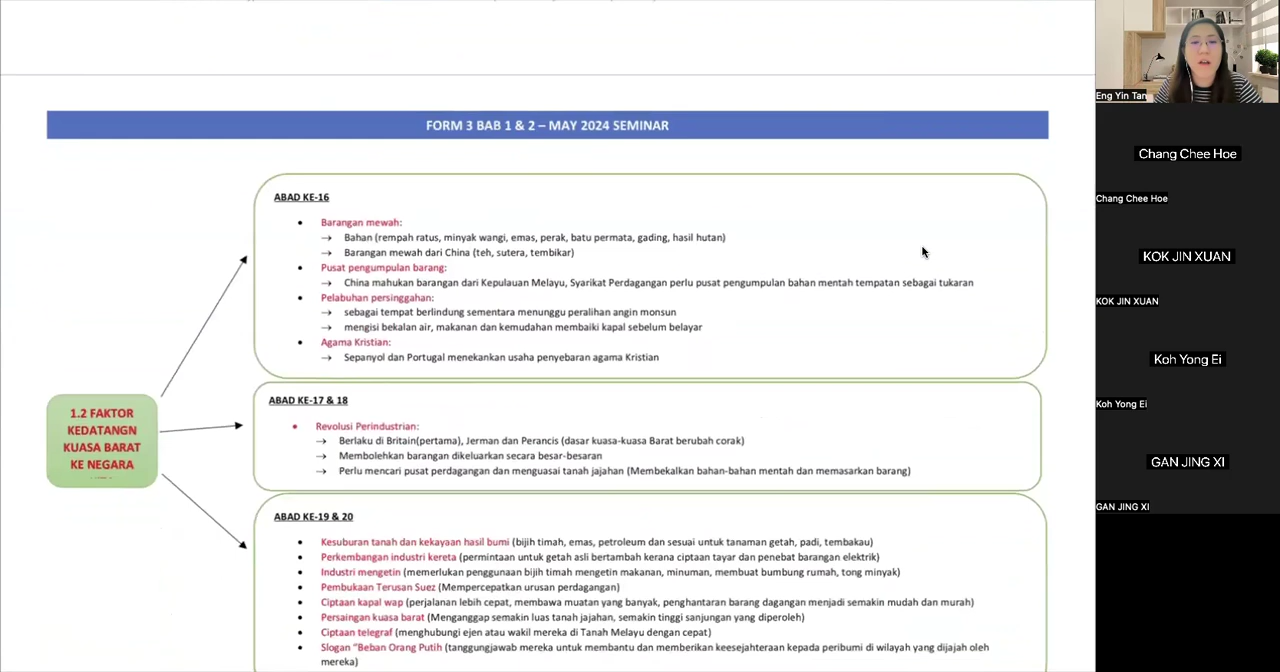 FORM 3 BAB 1 & 2 – MAY 2024 SEMINAR
ABAD KE-16
• Barangan mewah:
→ Bahan (rempah ratus, minyak wangi, emas, perak, batu permata, gading, hasil hutan)
→ Barangan mewah dari China (teh, sutera, tembikar)
• Pusat pengumpulan barang:
→ China mahukan barangan dari Kepulauan Melayu, Syarikat Perdagangan perlu pusat pengumpulan bahan mentah tempatan sebagai tukaran
• Pelabuhan persinggahan:
→ sebagai tempat berlindung sementara menunggu peralihan angin monsun
→ mengisi bekalan air, makanan dan kemudahan membaiki kapal sebelum belayar
• Agama Kristian:
→ Sepanyol dan Portugal menekankan usaha penyebaran agama Kristian
1.2 FAKTOR
KEDATANGN
KUASA BARAT
KE NEGARA
ABAD KE-17 & 18
• Revolusi Perindustrian:
→ Berlaku di Britain(pertama), Jerman dan Perancis (dasar kuasa-kuasa Barat berubah corak)
→ Membolehkan barangan dikeluarkan secara besar-besaran
→ Perlu mencari pusat perdagangan dan menguasai tanah jajahan (Membekalkan bahan-bahan mentah dan memasarkan barang)
ABAD KE-19 & 20
• Kesuburan tanah dan kekayaan hasil bumi (bijih timah, emas, petroleum dan sesuai untuk tanaman getah, padi, tembakau)
• Perkembangan industri kereta (permintaan untuk getah asli bertambah kerana ciptaan tayar dan penebat barangan elektrik)
• Industri mengetin (memerlukan penggunaan bijih timah mengetin makanan, minuman, membuat bumbung rumah, tong minyak)
• Pembukaan Terusan Suez (Mempercepatkan urusan perdagangan)
• Ciptaan kapal wap (perjalanan lebih cepat, membawa muatan yang banyak, penghantaran barang dagangan menjadi semakin mudah dan murah)
• Persaingan kuasa barat (Menganggap semakin luas tanah jajahan, semakin tinggi sanjungan yang diperoleh)
• Ciptaan telegraf (menghubungi ejen atau wakil mereka di Tanah Melayu dengan cepat)
• Slogan "Beban Orang Putih (tanggungjawab mereka untuk membantu dan memberikan keesejahteraan kepada peribumi di wilayah yang dijajah oleh
mereka)
Eng Yin Tan
Chang Chee Hoe
Chang Chee Hoe
KOK JIN XUAN
KOK JIN XUAN
Koh Yong Ei
Koh Yong Ei
GAN JING XI
GAN JING XI